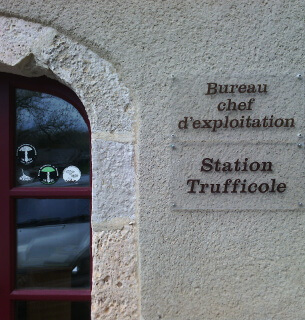 Bureau
chef
d'exploitation
Station
Trufficole